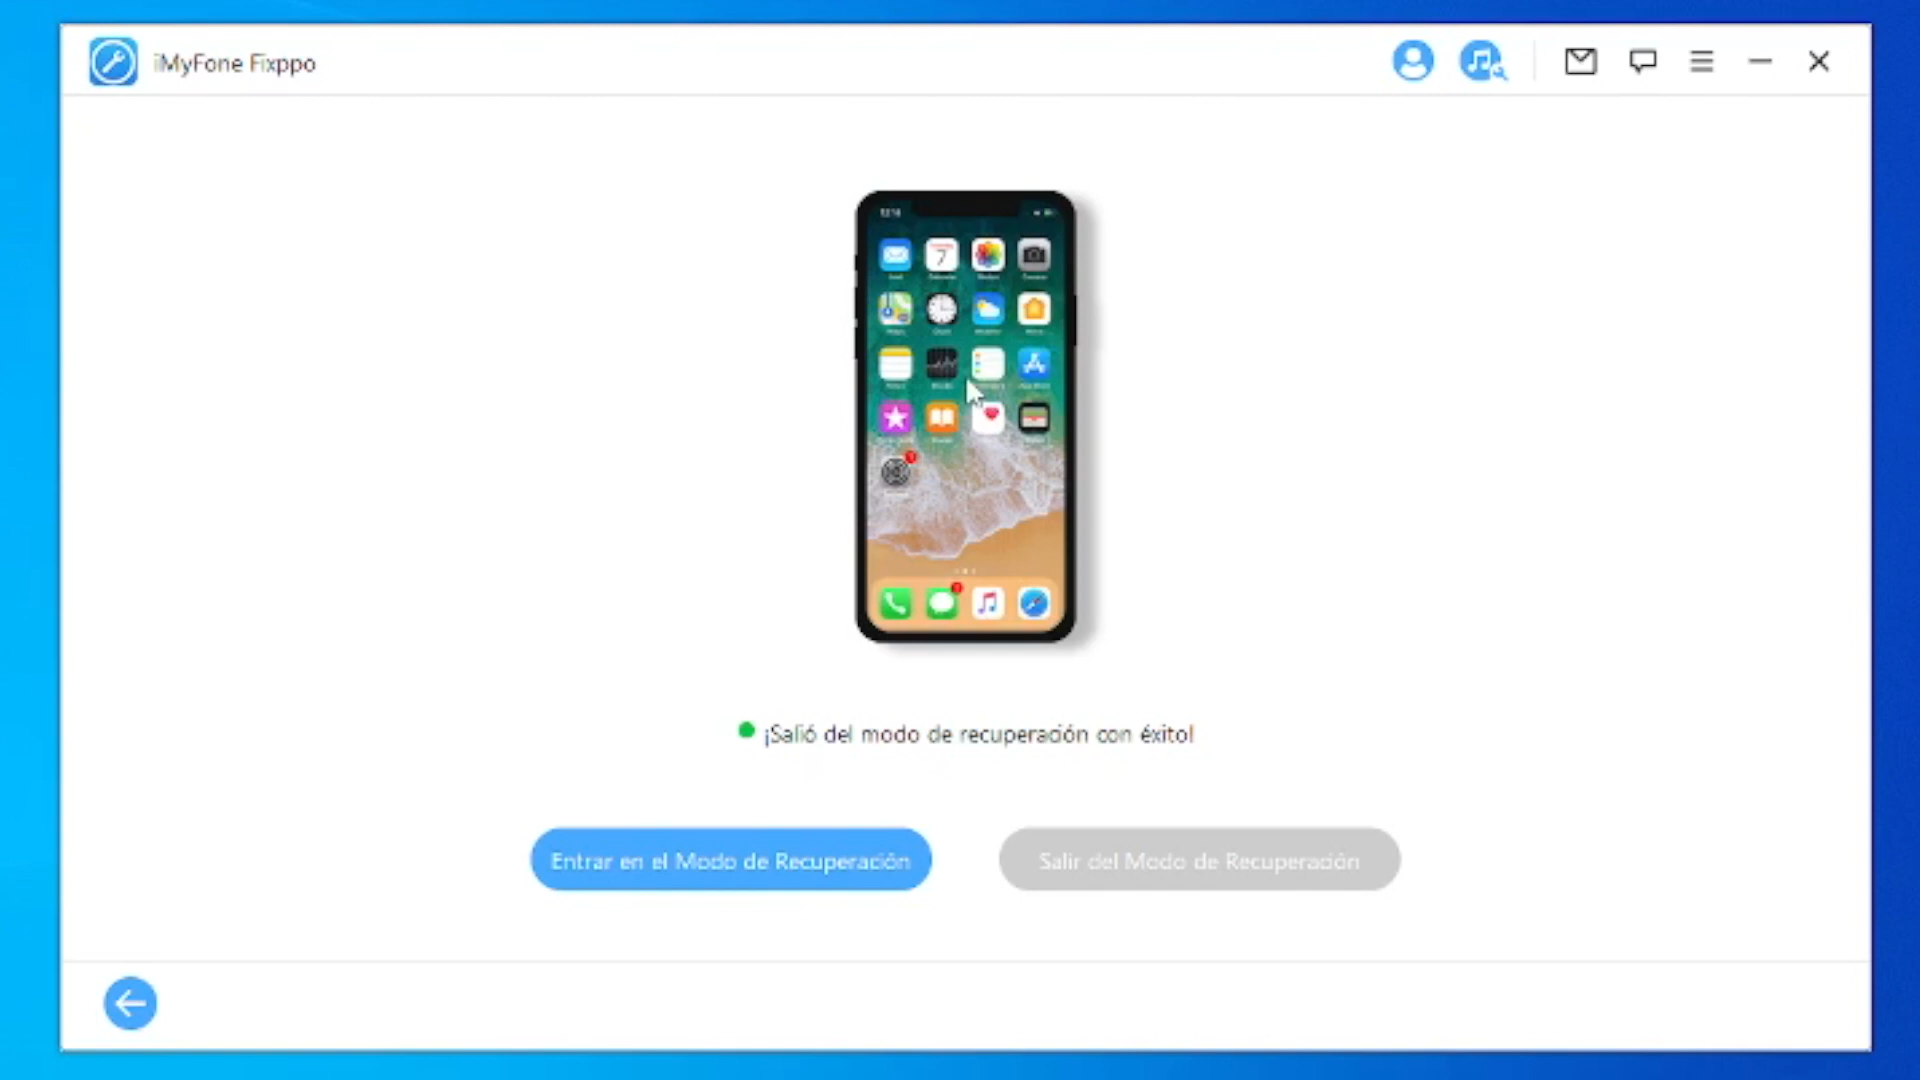 iMyFone Fixppo
7
¡Salió del modo de recuperación con éxito!
Entrar en el Modo de Recuperación
Salir del Modo de Recuperación